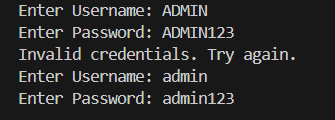 Enter Username: ADMIN
Enter Password: ADMIN123
Invalid credentials. Try again.
Enter Username: admin
Enter Password: admin123